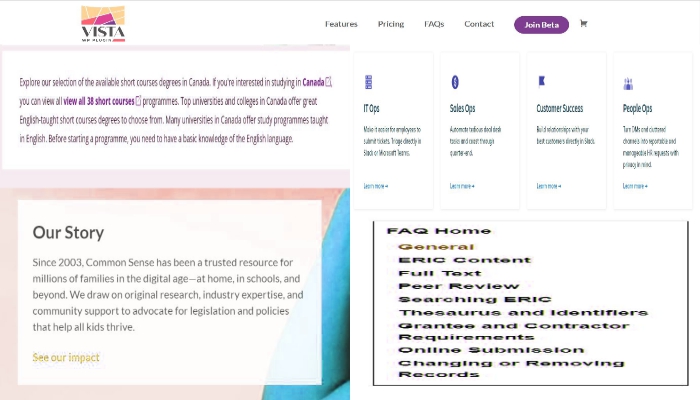 VISTA
WP PLUGIN
Features Pricing FAQs Contact Join Beta
Explore our selection of the available short courses degrees in Canada. If you're interested in studying in Canada,
you can view all view all 38 short courses programmes. Top universities and colleges in Canada offer great
English-taught short courses degrees to choose from. Many universities in Canada offer study programmes taught
in English. Before starting a programme, you need to have a basic knowledge of the English language.
IT Ops
Make it easier for employees to
submit tickets. Triage directly in
Slack or Microsoft Teams.
Learn more→
Sales Ops
Automate tedious deal desk
tasks and coast through
quarter-end.
Learn more→
Customer Success
Build relationships with your
best customers directly in Slack.
Learn more→
People Ops
Turn DMs and cluttered
channels into reportable and
manageable HR requests with
privacy in mind.
Learn more→
Our Story
Since 2003, Common Sense has been a trusted resource for
millions of families in the digital age—at home, in schools, and
beyond. We draw on original research, industry expertise, and
community support to advocate for legislation and policies
that help all kids thrive.
See our impact
FAQ Home
General
ERIC Content
Full Text
Peer Review
Searching ERIC
Thesaurus and Identifiers
Grantee and Contractor
Requirements
Online Submission
Changing or Removing
Records